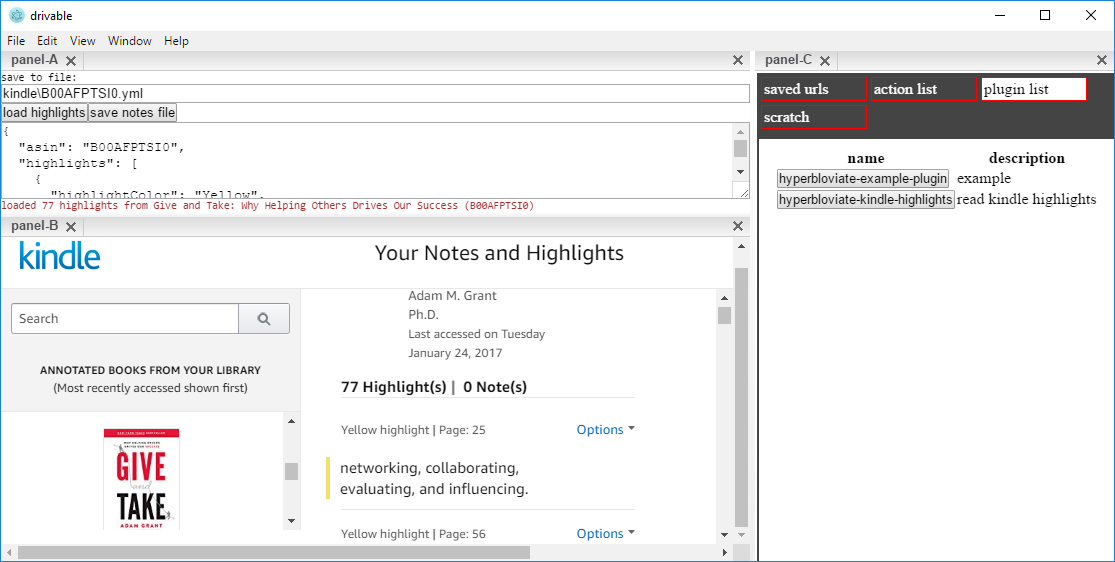 drivable
File Edit View Window Help
panel-A
save to file:
kindle\B00AFPTSI0.yml
load highlights save notes file
{
"asin": "B00AFPTSI0",
"highlights": [
{
"highlightColor": "Yellow",
loaded 77 highlights from Give and Take: Why Helping Others Drives Our Success (B00AFPTSI0)
panel-B
kindle
Your Notes and Highlights
Search
ANNOTATED BOOKS FROM YOUR LIBRARY
(Most recently accessed shown first)
GIVE
and
TAKE
ADAM GRANT
Adam M. Grant
Ph.D.
Last accessed on Tuesday
January 24, 2017
77 Highlight(s) | 0 Note(s)
Yellow highlight | Page: 25 Options
networking, collaborating,
evaluating, and influencing.
Yellow highlight | Page: 56 Options
panel-C
saved urls action list plugin list
scratch
name description
hyperbloviate-example-plugin example
hyperbloviate-kindle-highlights read kindle highlights